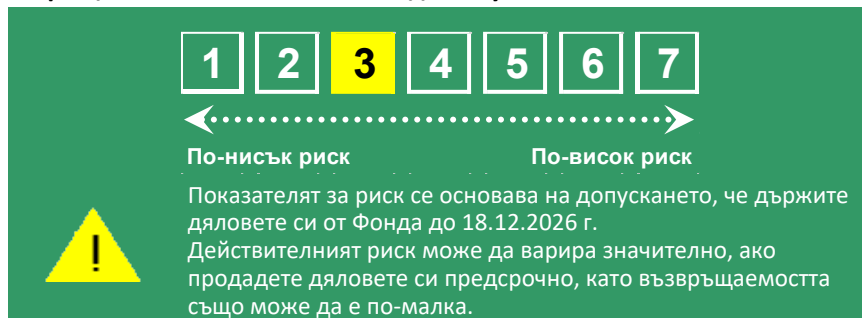 1 2 3 4 5 6 7
По-нисък риск По-висок риск
Показателят за риск се основава на допускането, че държите
дяловете си от Фонда до 18.12.2026 г.
!
Действителният риск може да варира значително, ако
продадете дяловете си предсрочно, като възвръщаемостта
също може да е по-малка.